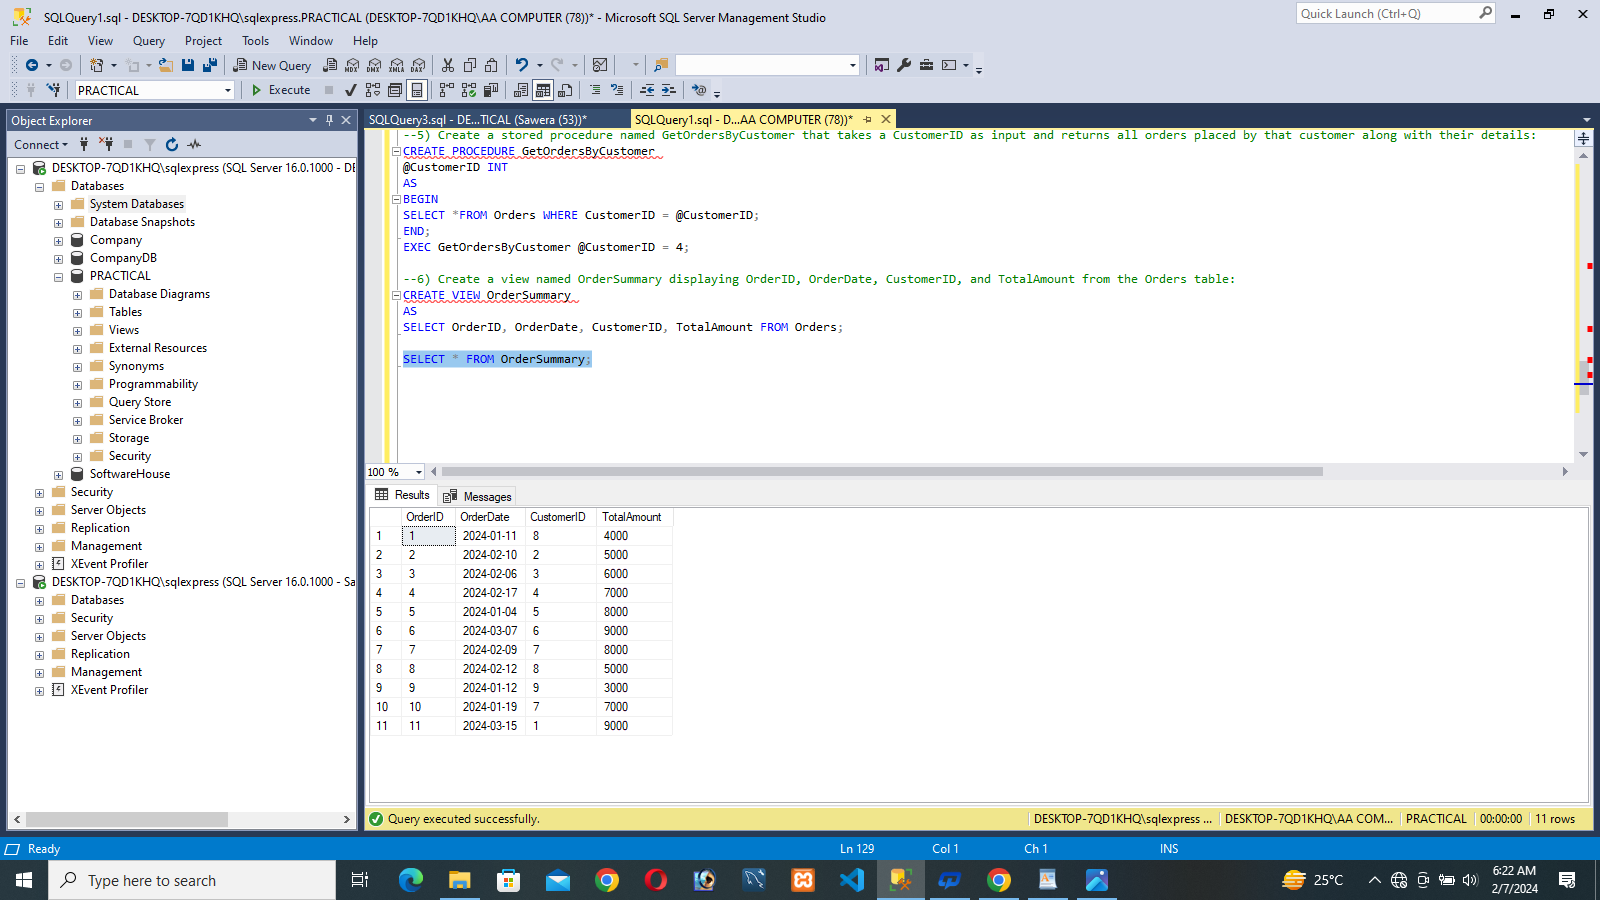 SQLQuery1.sql - DESKTOP-7QD1KHQ\sqlexpress.PRACTICAL (DESKTOP-7QD1KHQ\AA COMPUTER (78))* - Microsoft SQL Server Management Studio
Quick Launch (Ctrl+Q)
File Edit View Query Project Tools Window Help
New Query
MDX DMX XMLA DAX
PRACTICAL
Execute
Object Explorer
Connect
DESKTOP-7QD1KHQ\sqlexpress (SQL Server 16.0.1000 - DE
Databases
System Databases
Database Snapshots
Company
CompanyDB
PRACTICAL
Database Diagrams
Tables
Views
External Resources
Synonyms
Programmability
Query Store
Service Broker
Storage
Security
SoftwareHouse
Security
Server Objects
Replication
Management
XEvent Profiler
DESKTOP-7QD1KHQ\sqlexpress (SQL Server 16.0.1000 - Sa
Databases
Security
Server Objects
Replication
Management
XEvent Profiler
SQLQuery3.sql - DE...TICAL (Sawera (53))*
SQLQuery1.sql - D...AA COMPUTER (78))*
--5) Create a stored procedure named GetOrdersByCustomer that takes a CustomerID as input and returns all orders placed by that customer along with their details:
CREATE PROCEDURE GetOrdersByCustomer
@CustomerID INT
AS
BEGIN
SELECT *FROM Orders WHERE CustomerID = @CustomerID;
END;
EXEC GetOrdersByCustomer @CustomerID = 4;
--6) Create a view named OrderSummary displaying OrderID, OrderDate, CustomerID, and TotalAmount from the Orders table:
CREATE VIEW OrderSummary
AS
SELECT OrderID, OrderDate, CustomerID, TotalAmount FROM Orders;
SELECT * FROM OrderSummary;
100 %
Results Messages
OrderID OrderDate CustomerID TotalAmount
1 1 2024-01-11 8 4000
2 2 2024-02-10 2 5000
3 3 2024-02-06 3 6000
4 4 2024-02-17 4 7000
5 5 2024-01-04 5 8000
6 6 2024-03-07 6 9000
7 7 2024-02-09 7 8000
8 8 2024-02-12 8 5000
9 9 2024-01-12 9 3000
10 10 2024-01-19 7 7000
11 11 2024-03-15 1 9000
Query executed successfully.
DESKTOP-7QD1KHQ\sqlexpress ... DESKTOP-7QD1KHQ\AA COM... PRACTICAL 00:00:00 11 rows
Ready Ln 129 Col 1 Ch 1 INS
Type here to search
25°C
6:22 AM
2/7/2024